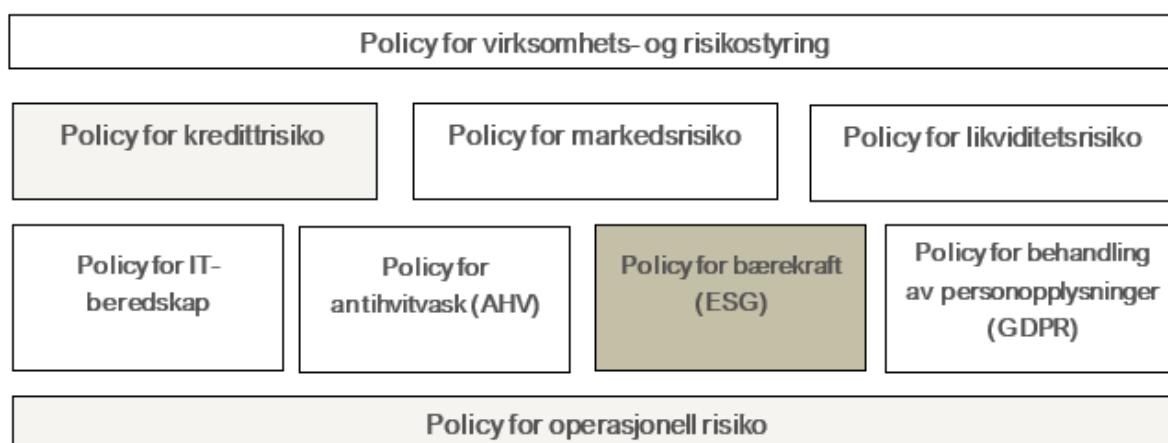 Policy for virksomhets- og risikostyring
Policy for kredittrisiko
Policy for markedsrisiko
Policy for likviditetsrisiko
Policy for IT-
beredskap
Policy for
antihvitvask (AHV)
Policy for bærekraft
(ESG)
Policy for behandling
av personopplysninger
(GDPR)
Policy for operasjonell risiko